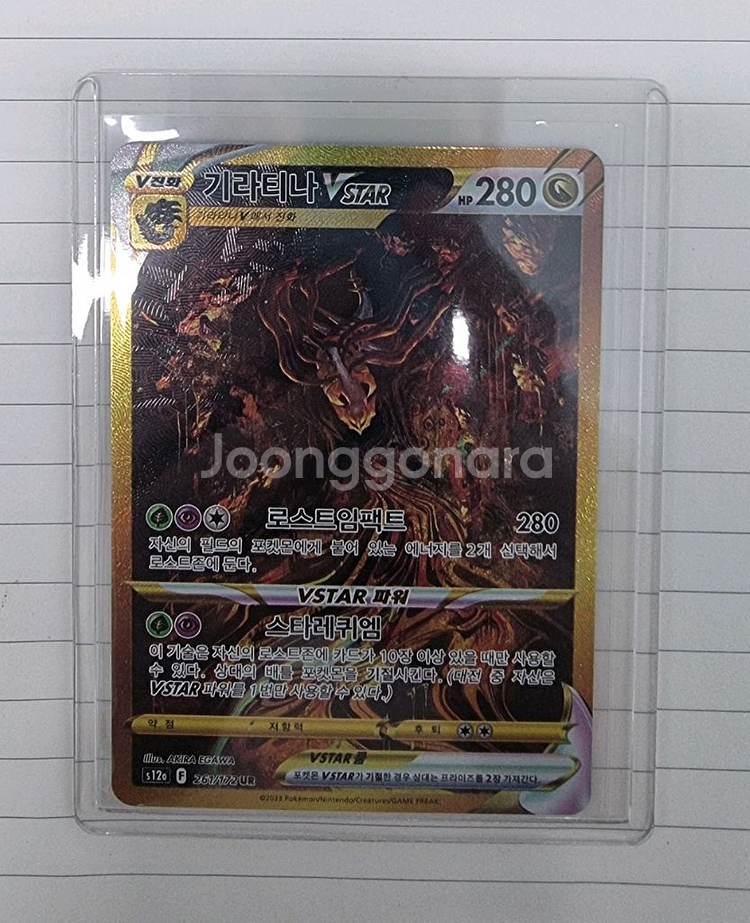 V진화 기라티나 VSTAR HP 280
기라티나V에서 진화
Joonggonara
로스트임팩트 280
자신의 필드의 포켓몬에게 붙어 있는 에너지를 2개 선택해서
로스트존에 둔다.
VSTAR 파워
스타레퀴엠
이 기술은 자신의 로스트존에 카드가 10장 이상 있을 때만 사용할
수 있다. 상대의 배틀 포켓몬을 기절시킨다. (대전 중 자신은
VSTAR 파워를 1번만 사용할 수 있다.)
약점 저항력 후퇴
Illus. AKIRA EGAWA
VSTAR룰
포켓몬 VSTAR가 기절한 경우 상대는 프라이즈를 2장 가져간다.
s12a F 261/172 UR
©2023 Pokémon/Nintendo/Creatures/GAME FREAK.